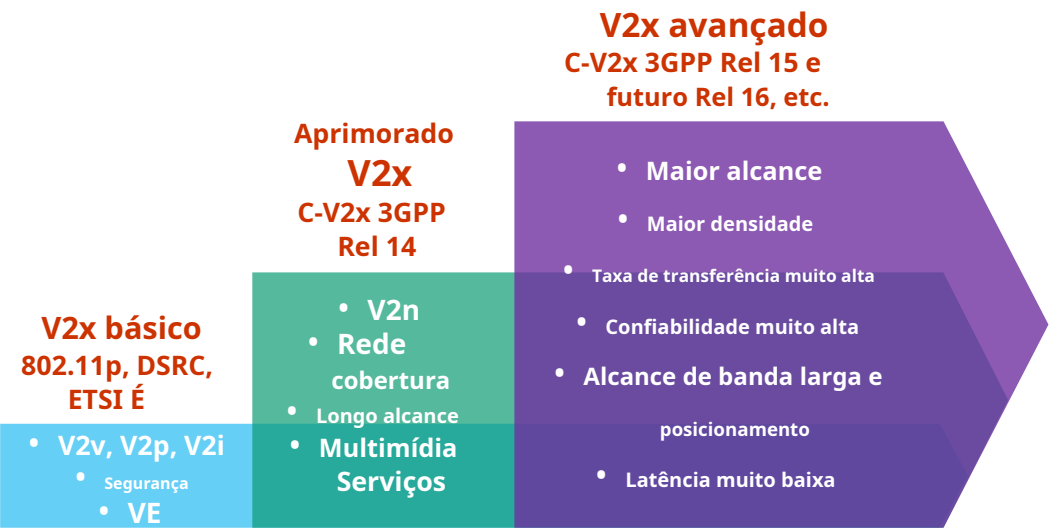 V2x básico
802.11p, DSRC,
ETSI É
• V2v, V2p, V2i
• Segurança
• VE
Aprimorado
V2x
C-V2x 3GPP
Rel 14
• V2n
• Rede
cobertura
• Longo alcance
• Multimídia
Serviços
V2x avançado
C-V2x 3GPP Rel 15 e
futuro Rel 16, etc.
• Maior alcance
• Maior densidade
• Taxa de transferência muito alta
• Confiabilidade muito alta
• Alcance de banda larga e
posicionamento
• Latência muito baixa